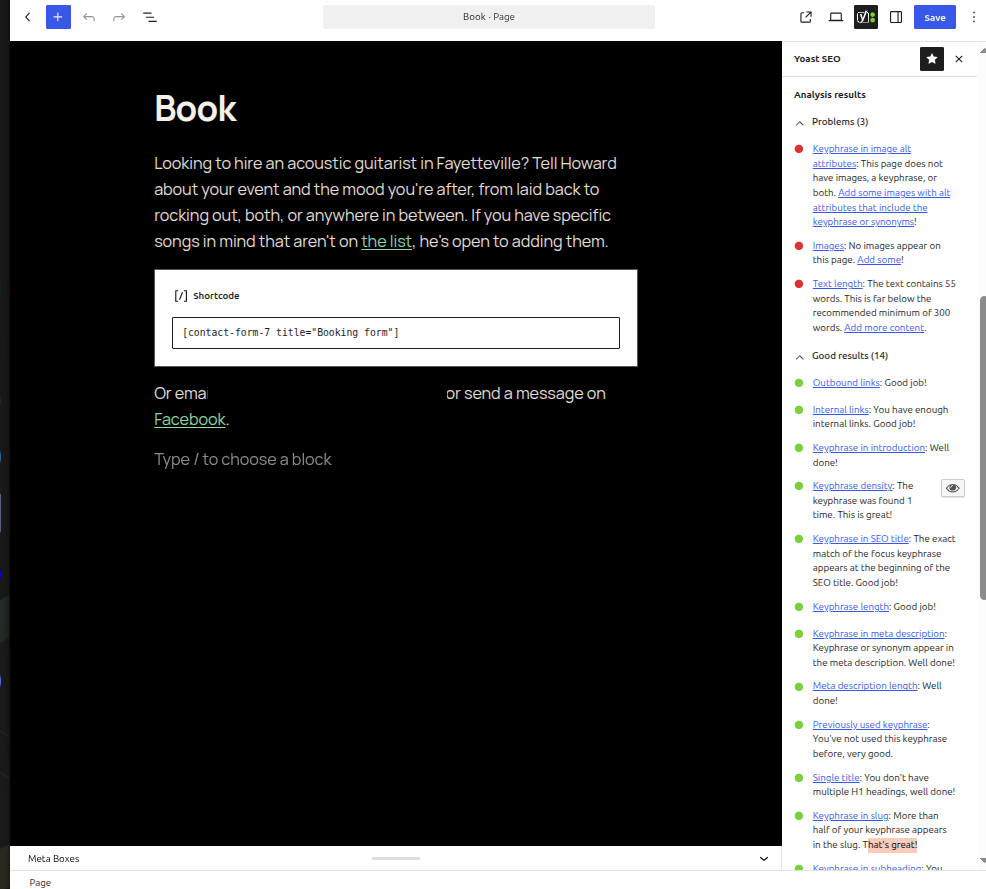 Book · Page
Save
Book
Looking to hire an acoustic guitarist in Fayetteville? Tell Howard
about your event and the mood you're after, from laid back to
rocking out, both, or anywhere in between. If you have specific
songs in mind that aren't on the list, he's open to adding them.
[/] Shortcode
[contact-form-7 title="Booking form"]
Or emai or send a message on
Facebook.
Type / to choose a block
Meta Boxes
Page
Yoast SEO
Analysis results
Problems (3)
Keyphrase in image alt
attributes: This page does not
have images, a keyphrase, or
both. Add some images with alt
attributes that include the
keyphrase or synonyms!
Images: No images appear on
this page. Add some!
Text length: The text contains 55
words. This is far below the
recommended minimum of 300
words. Add more content.
Good results (14)
Outbound links: Good job!
Internal links: You have enough
internal links. Good job!
Keyphrase in introduction: Well
done!
Keyphrase density: The
keyphrase was found 1
time. This is great!
Keyphrase in SEO title: The exact
match of the focus keyphrase
appears at the beginning of the
SEO title. Good job!
Keyphrase length: Good job!
Keyphrase in meta description:
Keyphrase or synonym appear in
the meta description. Well done!
Meta description length: Well
done!
Previously used keyphrase:
You've not used this keyphrase
before, very good.
Single title: You don't have
multiple H1 headings, well done!
Keyphrase in slug: More than
half of your keyphrase appears
in the slug. That's great!
Keyphrase in subheading: You